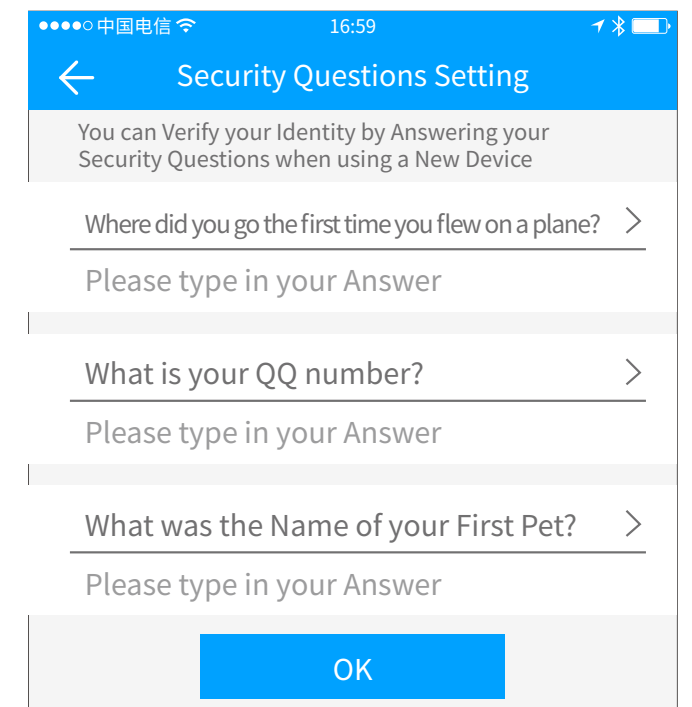 中国电信 16:59
Security Questions Setting
You can Verify your Identity by Answering your
Security Questions when using a New Device
Where did you go the first time you flew on a plane?
Please type in your Answer
What is your QQ number?
Please type in your Answer
What was the Name of your First Pet?
Please type in your Answer
OK